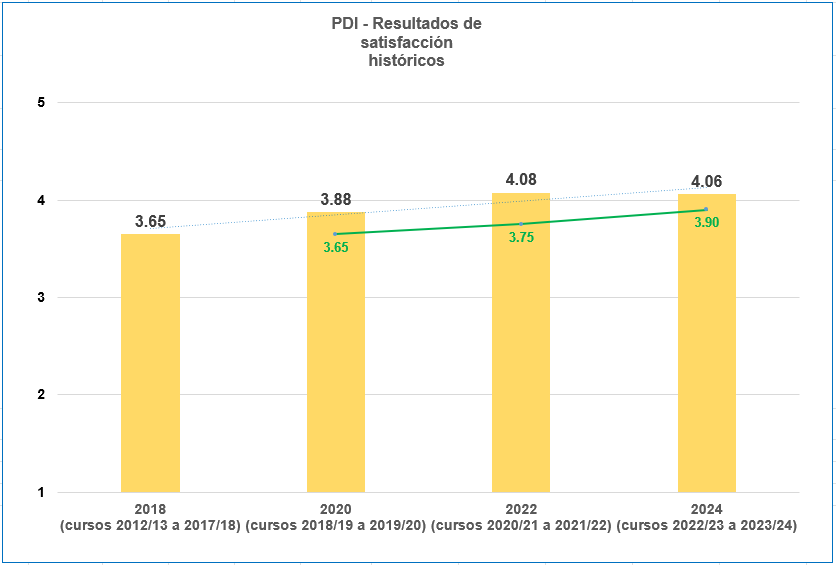 PDI - Resultados de
satisfacción
históricos
5
4
3
2
1
3.65
3.88
4.08
4.06
3.65
3.75
3.90
2018
(cursos 2012/13 a 2017/18)
2020
(cursos 2018/19 a 2019/20)
2022
(cursos 2020/21 a 2021/22)
2024
(cursos 2022/23 a 2023/24)